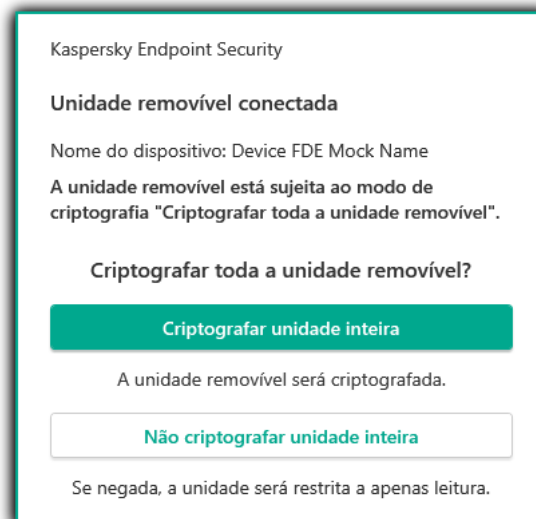 Kaspersky Endpoint Security
Unidade removível conectada
Nome do dispositivo: Device FDE Mock Name
A unidade removível está sujeita ao modo de
criptografia "Criptografar toda a unidade removível".
Criptografar toda a unidade removível?
Criptografar unidade inteira
A unidade removível será criptografada.
Não criptografar unidade inteira
Se negada, a unidade será restrita a apenas leitura.